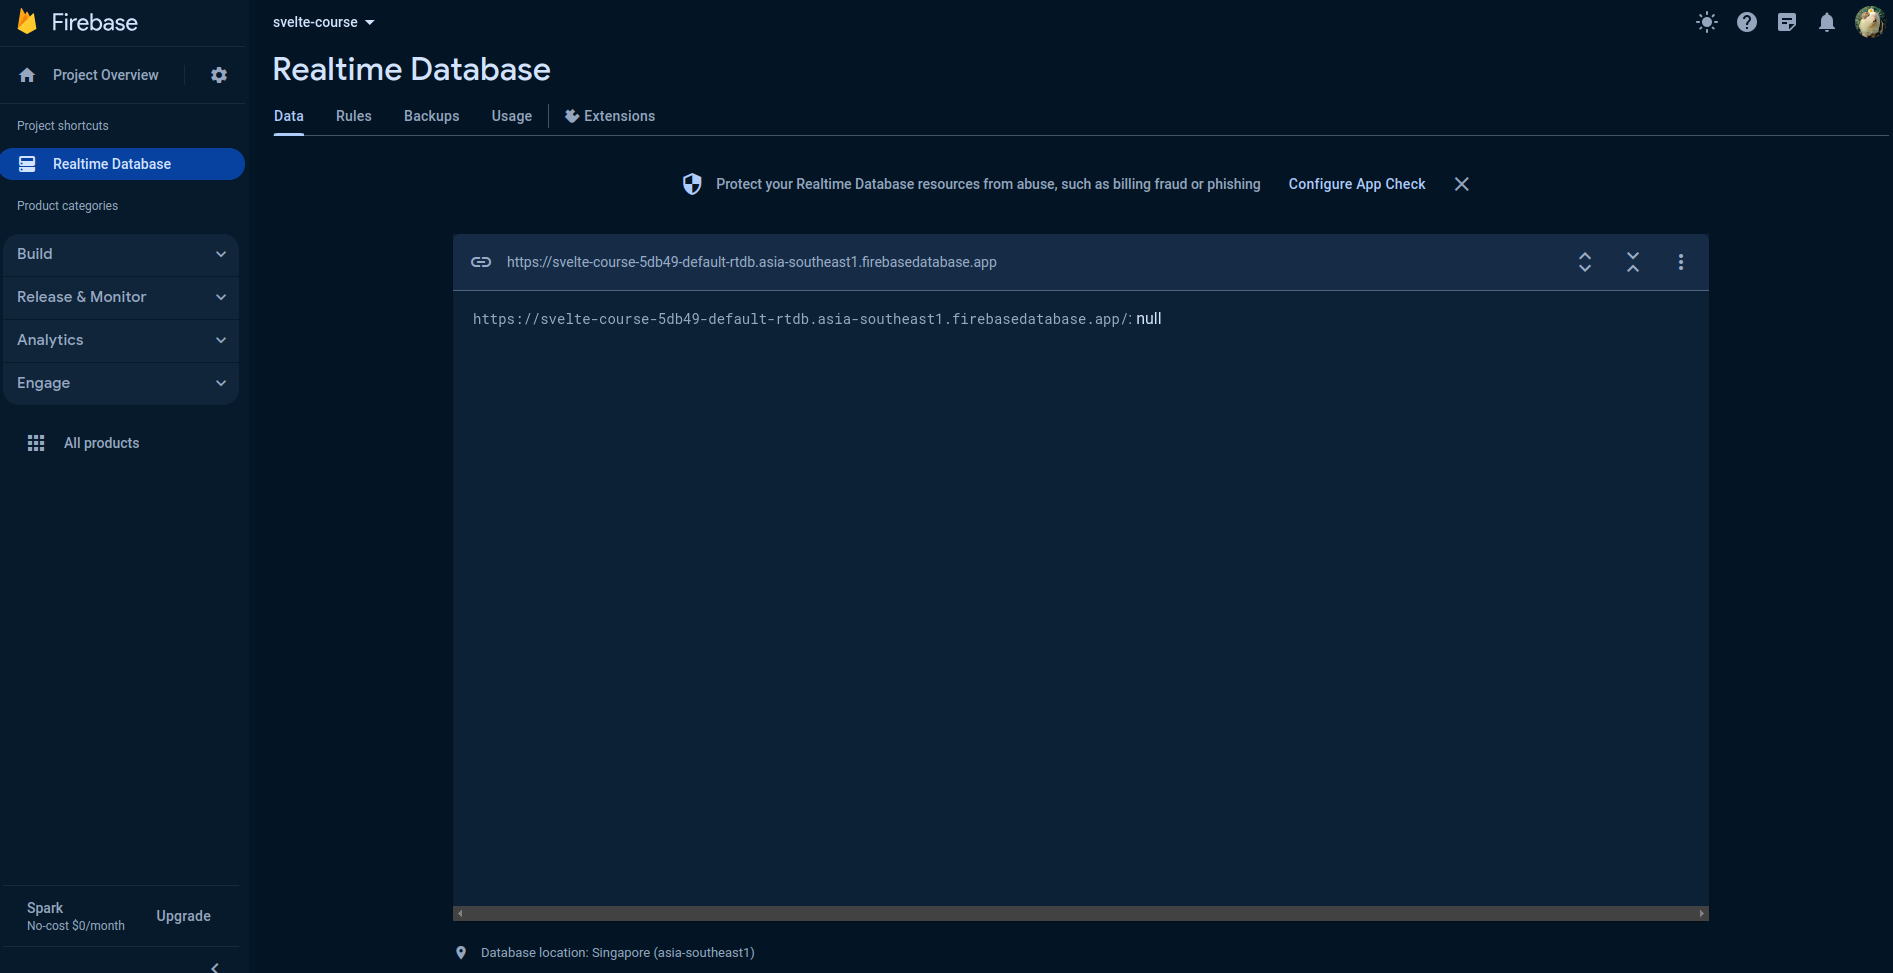 Firebase
Project Overview
Project shortcuts
Realtime Database
Product categories
Build
Release & Monitor
Analytics
Engage
All products
Spark
No-cost $0/month
Upgrade
svelte-course
Realtime Database
Data
Rules
Backups
Usage
Extensions
Protect your Realtime Database resources from abuse, such as billing fraud or phishing
Configure App Check
https://svelte-course-5db49-default-rtdb.asia-southeast1.firebasedatabase.app
https://svelte-course-5db49-default-rtdb.asia-southeast1.firebasedatabase.app/: null
Database location: Singapore (asia-southeast1)